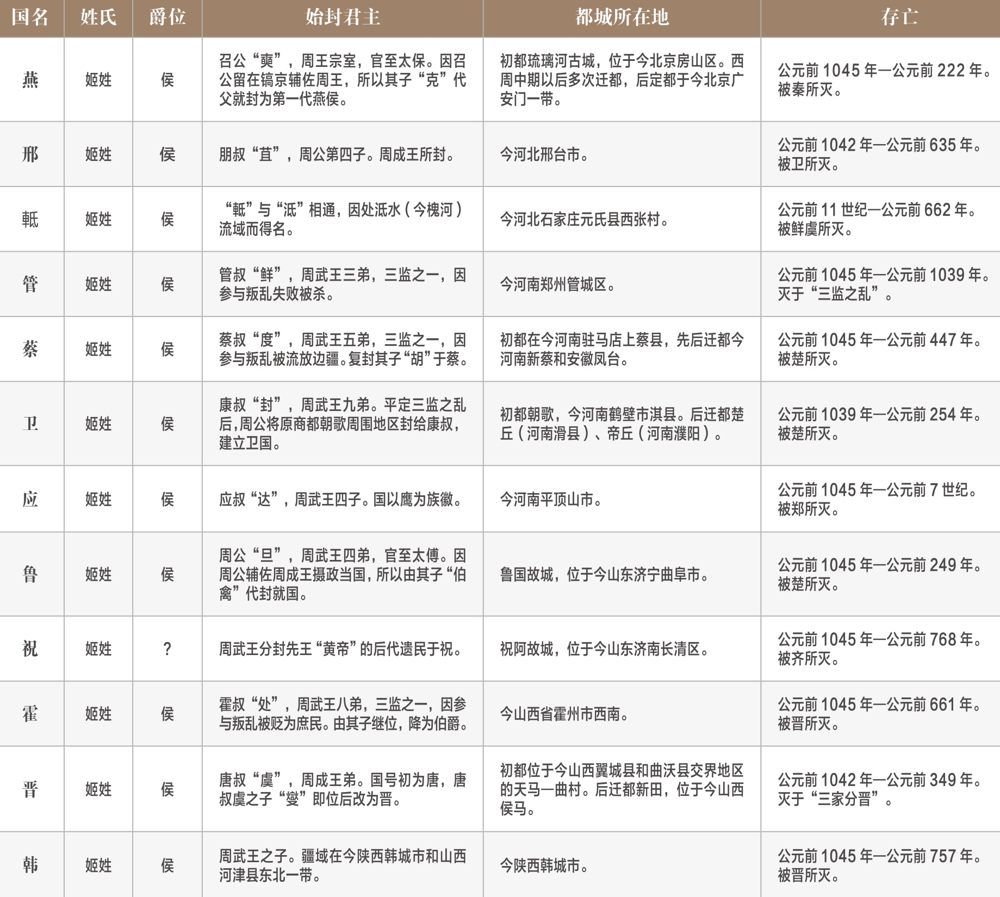 国名 姓氏 爵位 始封君主 都城所在地 存亡
燕
姬姓
侯
召公“奭”，周王宗室，官至太保。因召
公留在镐京辅佐周王，所以其子“克”代
父就封为第一代燕侯。
初都琉璃河古城，位于今北京房山区。西
周中期以后多次迁都，后定都于今北京广
安门一带。
公元前 1045 年—公元前 222 年。
被秦所灭。
邢
姬姓
侯
朋叔“苴”，周公第四子。周成王所封。
今河北邢台市。
公元前 1042 年—公元前 635 年。
被卫所灭。
軧
姬姓
侯
“軧”与“泜”相通，因处泜水（今槐河）
流域而得名。
今河北石家庄元氏县西张村。
公元前 11 世纪—公元前 662 年。
被鲜虞所灭。
管
姬姓
侯
管叔“鲜”，周武王三弟，三监之一，因
参与叛乱失败被杀。
今河南郑州管城区。
公元前 1045 年—公元前 1039 年。
灭于“三监之乱”。
蔡
姬姓
侯
蔡叔“度”，周武王五弟，三监之一，因
参与叛乱被流放边疆。复封其子“胡”于蔡。
初都在今河南驻马店上蔡县，先后迁都今
河南新蔡和安徽凤台。
公元前 1045 年—公元前 447 年。
被楚所灭。
卫
姬姓
侯
康叔“封”，周武王九弟。平定三监之乱
后，周公将原商都朝歌周围地区封给康叔，
建立卫国。
初都朝歌，今河南鹤壁市淇县。后迁都楚
丘（河南滑县）、帝丘（河南濮阳）。
公元前 1039 年—公元前 254 年。
被楚所灭。
应
姬姓
侯
应叔“达”，周武王四子。国以鹰为族徽。
今河南平顶山市。
公元前 1045 年—公元前 7 世纪。
被郑所灭。
鲁
姬姓
侯
周公“旦”，周武王四弟，官至太傅。因
周公辅佐周成王摄政当国，所以由其子“伯
禽”代封就国。
鲁国故城，位于今山东济宁曲阜市。
公元前 1045 年—公元前 249 年。
被楚所灭。
祝
姬姓
？
周武王分封先王“黄帝”的后代遗民于祝。
祝阿故城，位于今山东济南长清区。
公元前 1045 年—公元前 768 年。
被齐所灭。
霍
姬姓
侯
霍叔“处”，周武王八弟，三监之一，因参
与叛乱被贬为庶民。由其子继位，降为伯爵。
今山西省霍州市西南。
公元前 1045 年—公元前 661 年。
被晋所灭。
晋
姬姓
侯
唐叔“虞”，周成王弟。国号初为唐，唐
叔虞之子“燮”即位后改为晋。
初都位于今山西翼城县和曲沃县交界地区
的天马—曲村。后迁都新田，位于今山西
侯马。
公元前 1042 年—公元前 349 年。
灭于“三家分晋”。
韩
姬姓
侯
周武王之子。疆域在今陕西韩城市和山西
河津县东北一带。
今陕西韩城市。
公元前 1045 年—公元前 757 年。
被晋所灭。